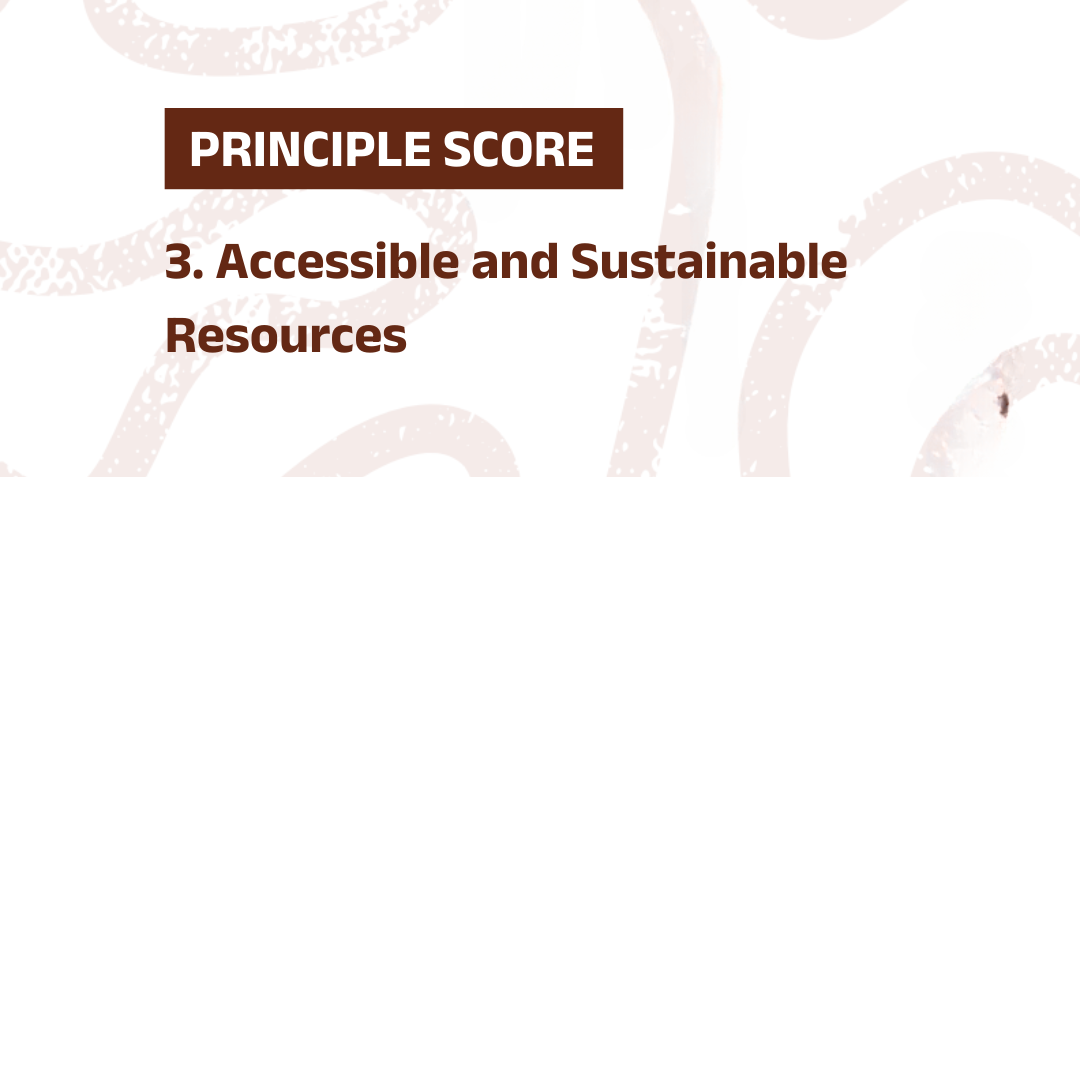 PRINCIPLE SCORE
3. Accessible and Sustainable
Resources